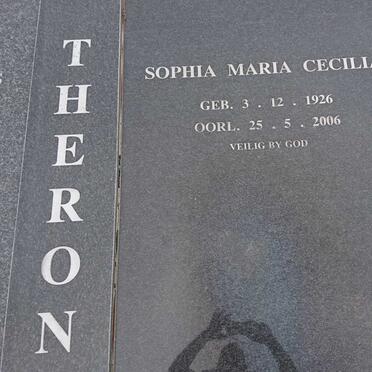 THERON
SOPHIA MARIA CECILIA
GEB. 3 . 12 . 1926
OORL. 25 . 5 . 2006
VEILIG BY GOD